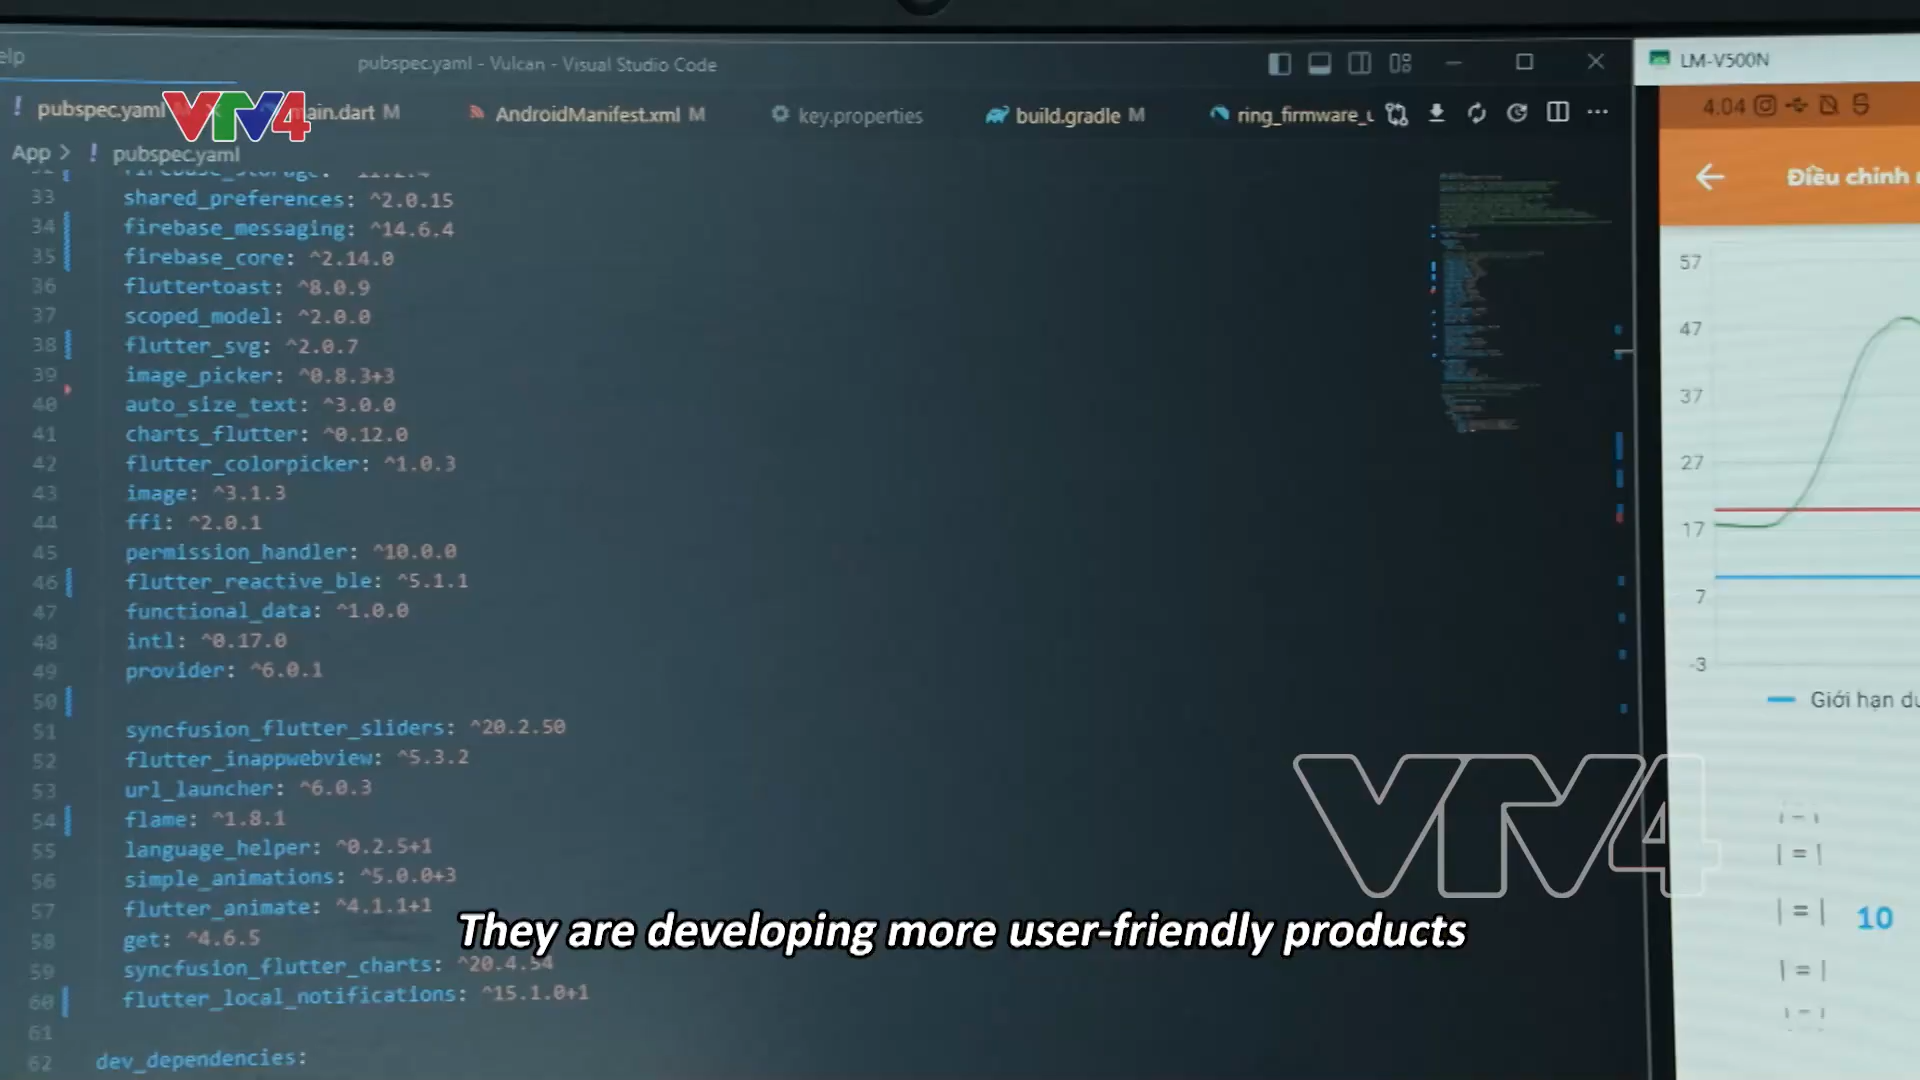 elp
pubspec.yaml - Vulcan - Visual Studio Code
LM-V500N
! pubspec.yaml M
VTV4
main.dart M
AndroidManifest.xml M
key.properties
build.gradle M
ring_firmware_u
App > ! pubspec.yaml
4.04
Điều chỉnh
33 shared_preferences: ^2.0.15
34 firebase_messaging: ^14.6.4
35 firebase_core: ^2.14.0
36 fluttertoast: ^8.0.9
37 scoped_model: ^2.0.0
38 flutter_svg: ^2.0.7
39 image_picker: ^0.8.3+3
40 auto_size_text: ^3.0.0
41 charts_flutter: ^0.12.0
42 flutter_colorpicker: ^1.0.3
43 image: ^3.1.3
44 ffi: ^2.0.1
45 permission_handler: ^10.0.0
46 flutter_reactive_ble: ^5.1.1
47 functional_data: ^1.0.0
48 intl: ^0.17.0
49 provider: ^6.0.1
50
51 syncfusion_flutter_sliders: ^20.2.50
52 flutter_inappwebview: ^5.3.2
53 url_launcher: ^6.0.3
54 flame: ^1.8.1
55 language_helper: ^0.2.5+1
56 simple_animations: ^5.0.0+3
57 flutter_animate: ^4.1.1+1
58 get: ^4.6.5
59 syncfusion_flutter_charts: ^20.4.54
60 flutter_local_notifications: ^15.1.0+1
61
62 dev_dependencies:
57
47
37
27
17
7
-3
Giới hạn dư
10
VTV4
They are developing more user-friendly products